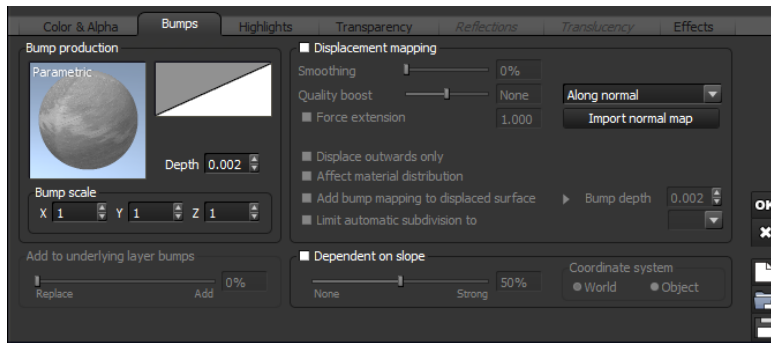 Color & Alpha Bumps Highlights Transparency Reflections Translucency Effects
Bump production
Parametric
Depth 0.002
Bump scale
X 1 Y 1 Z 1
Displacement mapping
Smoothing 0%
Quality boost None Along normal
Force extension 1.000 Import normal map
Displace outwards only
Affect material distribution
Add bump mapping to displaced surface Bump depth 0.002
Limit automatic subdivision to
Add to underlying layer bumps
0%
Replace Add
Dependent on slope
50%
None Strong
Coordinate system
World Object
OK